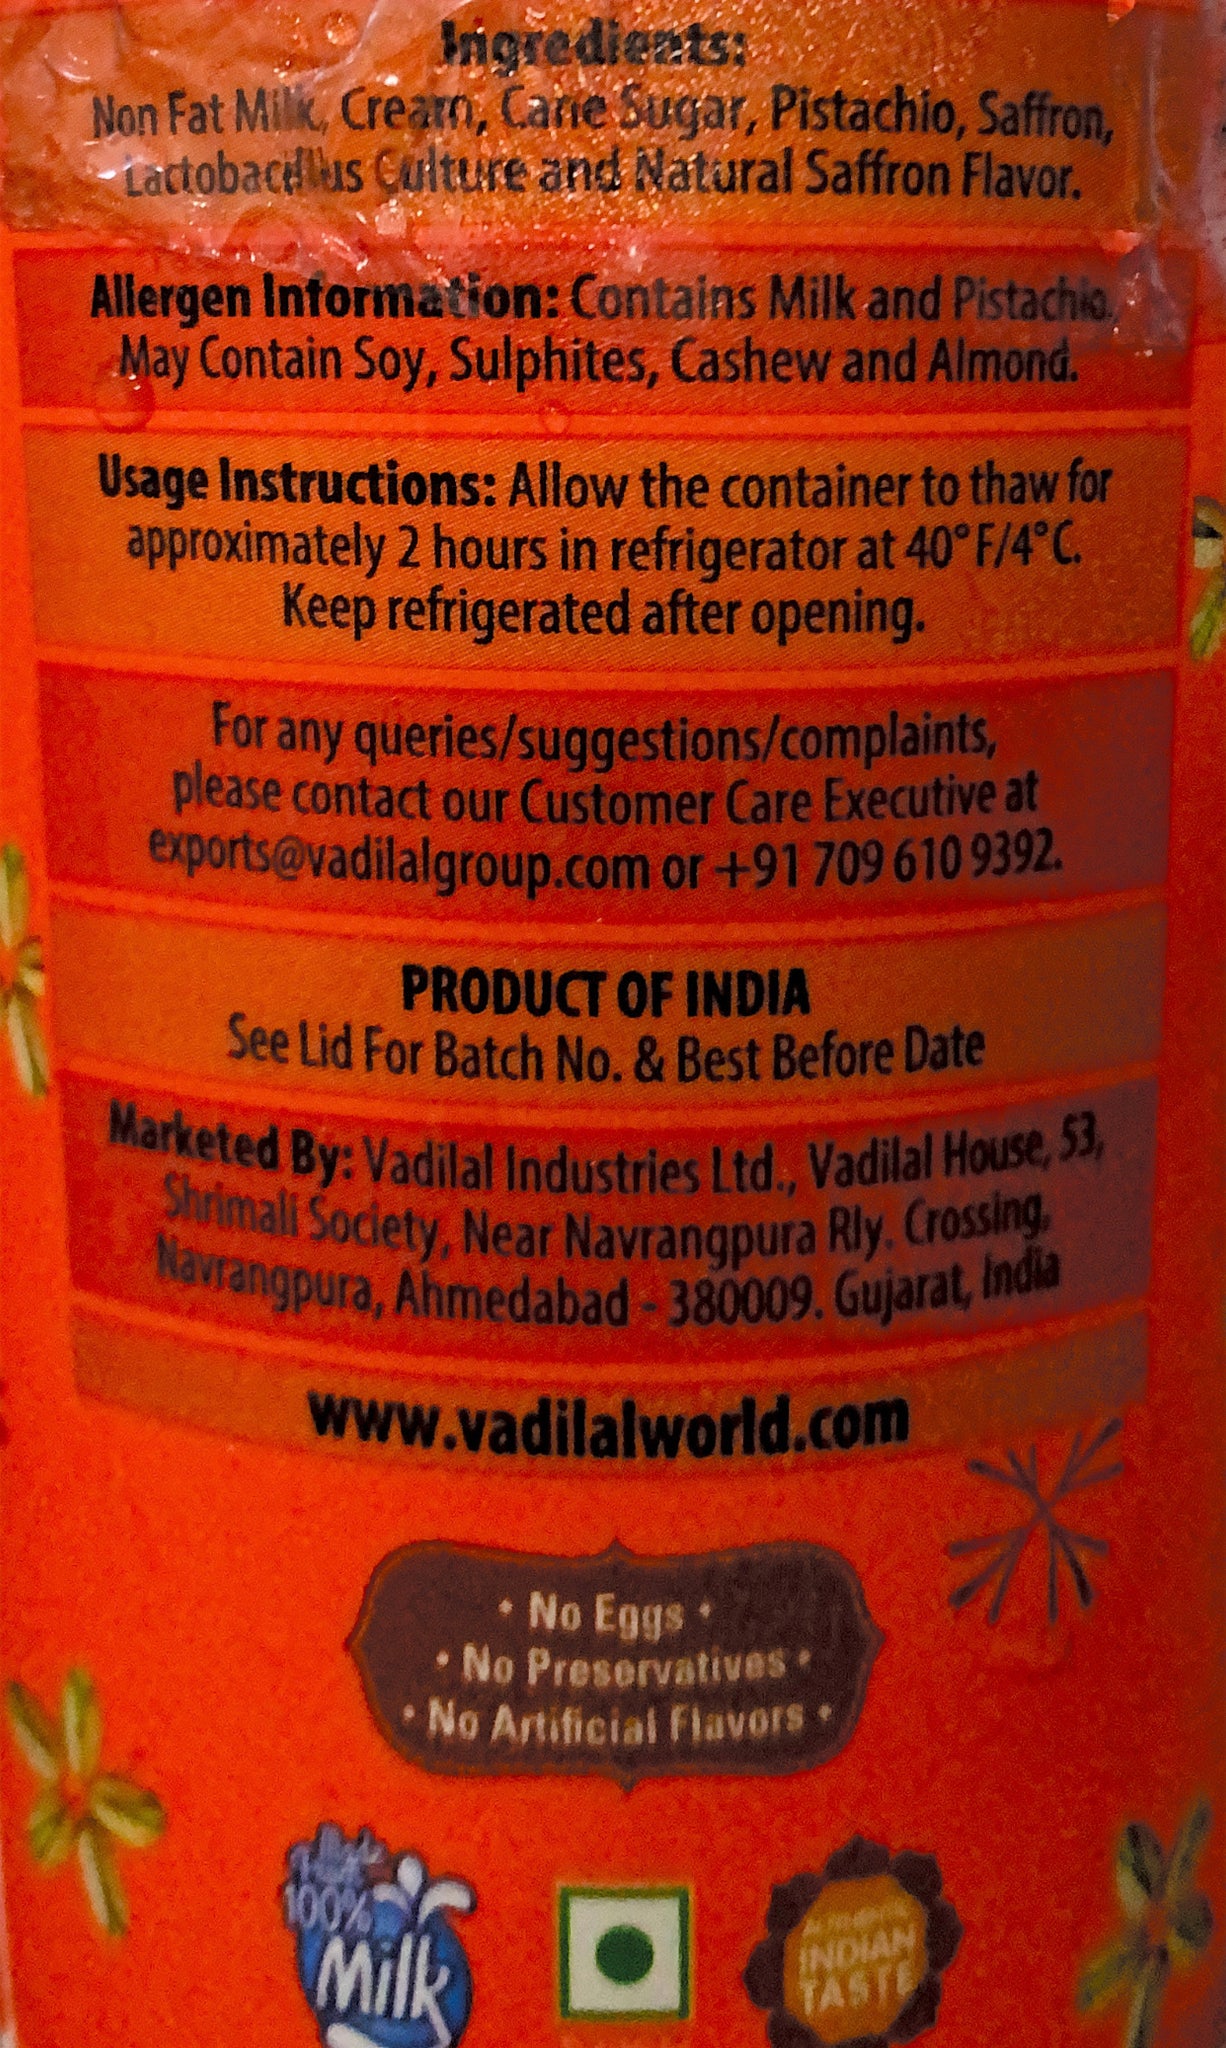 Ingredients:
Non Fat Milk, Cream, Cane Sugar, Pistachio, Saffron,
Lactobacillus Culture and Natural Saffron Flavor.
Allergen Information: Contains Milk and Pistachio.
May Contain Soy, Sulphites, Cashew and Almond.
Usage Instructions: Allow the container to thaw for
approximately 2 hours in refrigerator at 40°F/4°C.
Keep refrigerated after opening.
For any queries/suggestions/complaints,
please contact our Customer Care Executive at
exports@vadilalgroup.com or +91 709 610 9392.
PRODUCT OF INDIA
See Lid For Batch No. & Best Before Date
Marketed By: Vadilal Industries Ltd., Vadilal House, 53,
Shrimali Society, Near Navrangpura Rly. Crossing,
Navrangpura, Ahmedabad - 380009. Gujarat, India
www.vadilalworld.com
• No Eggs •
• No Preservatives •
• No Artificial Flavors •
100%
Milk
INDIAN
TASTE